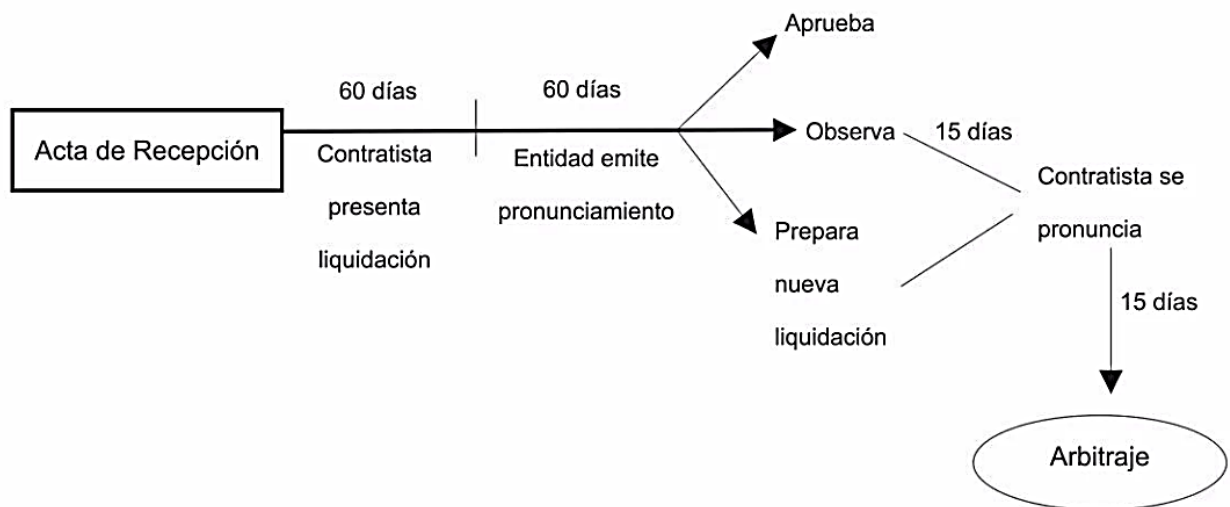 Acta de Recepción
60 días
Contratista
presenta
liquidación
60 días
Entidad emite
pronunciamiento
Aprueba
Observa
Prepara
nueva
liquidación
15 días
Contratista se
pronuncia
15 días
Arbitraje